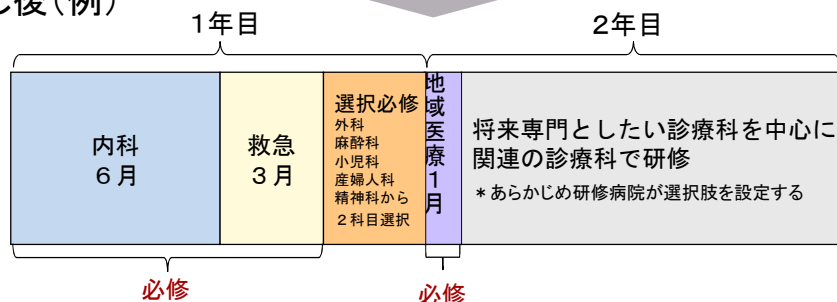 後(例)
1年目
2年目
内科
6月
救急
3月
選択必修
外科
麻酔科
小児科
産婦人科
精神科から
2科目選択
地域医療1月
将来専門としたい診療科を中心に
関連の診療科で研修
*あらかじめ研修病院が選択肢を設定する
必修
必修